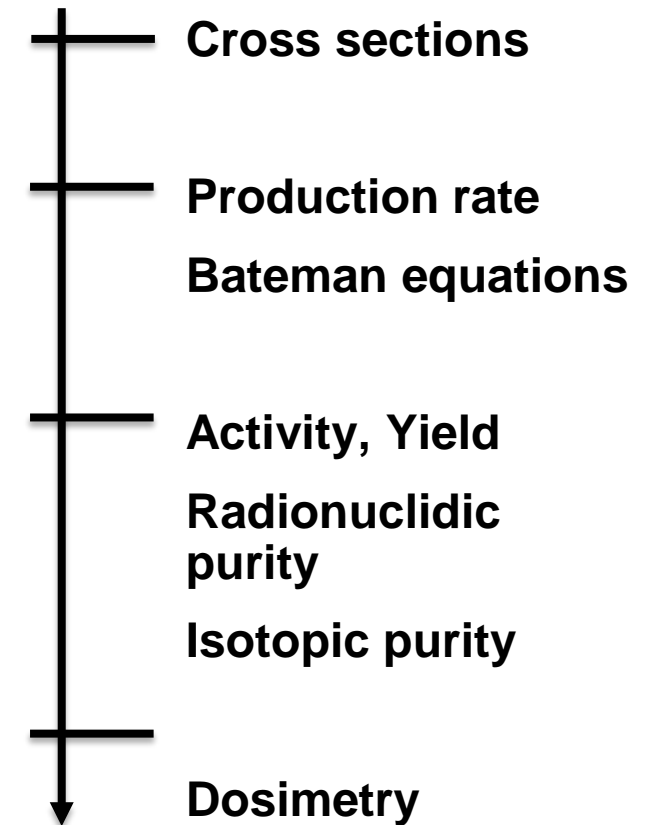 Cross sections
Production rate
Bateman equations
Activity, Yield
Radionuclidic
purity
Isotopic purity
Dosimetry